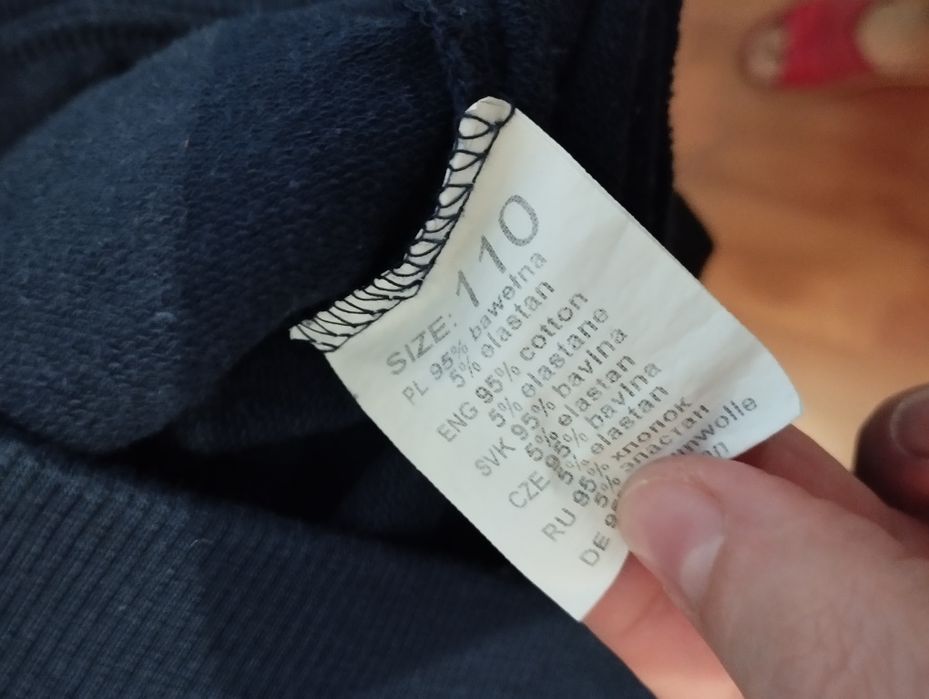 SIZE: 110
PL 95% bawełna
5% elastan
ENG 95% cotton
5% elastane
SVK 95% bavlna
5% elastan
CZE 95% bavlna
5% elastan
RU 95% хлопок
5% эластан
DE